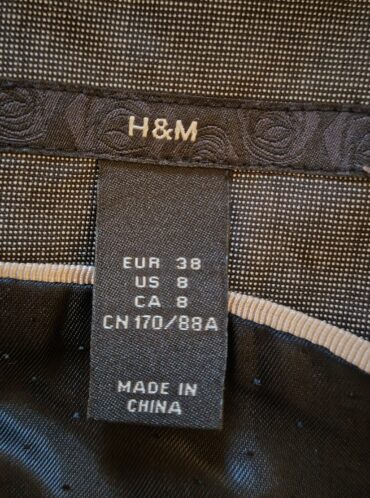 H&M
EUR 38
US 8
CA 8
CN 170/88A
MADE IN
CHINA